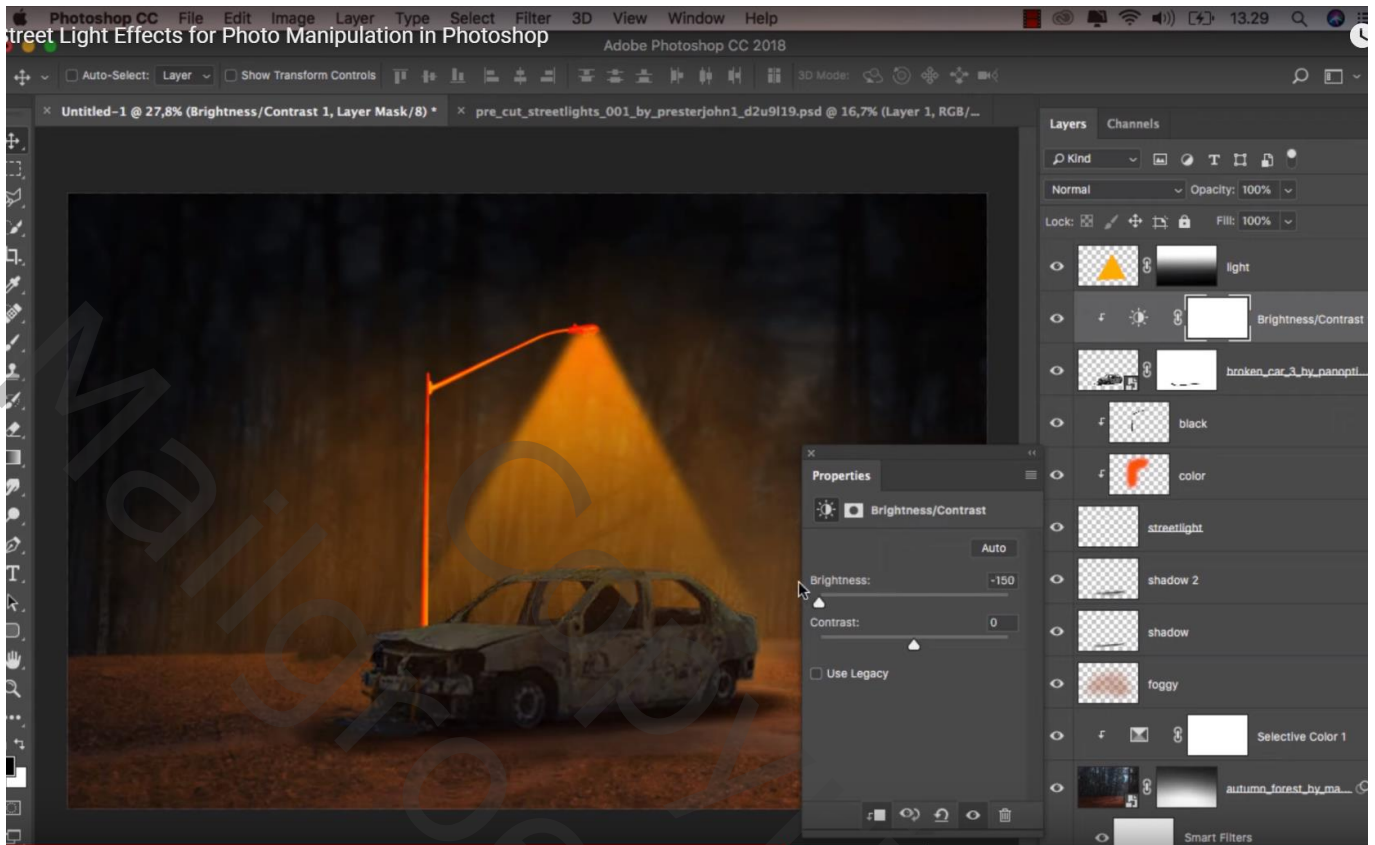 Photoshop CC File Edit Image Layer Type Select Filter 3D View Window Help 13.29
Street Light Effects for Photo Manipulation in Photoshop
Adobe Photoshop CC 2018
Auto-Select: Layer Show Transform Controls 3D Mode:
× Untitled-1 @ 27,8% (Brightness/Contrast 1, Layer Mask/8) * × pre_cut_streetlights_001_by_presterjohn1_d2u9l19.psd @ 16,7% (Layer 1, RGB/...
Layers Channels
Kind
Normal Opacity: 100%
Lock: Fill: 100%
light
Brightness/Contrast
broken_car_3_by_panopti...
black
color
streetlight
shadow 2
shadow
foggy
Selective Color 1
autumn_forest_by_ma...
Smart Filters
Properties
Brightness/Contrast
Auto
Brightness: -150
Contrast: 0
Use Legacy